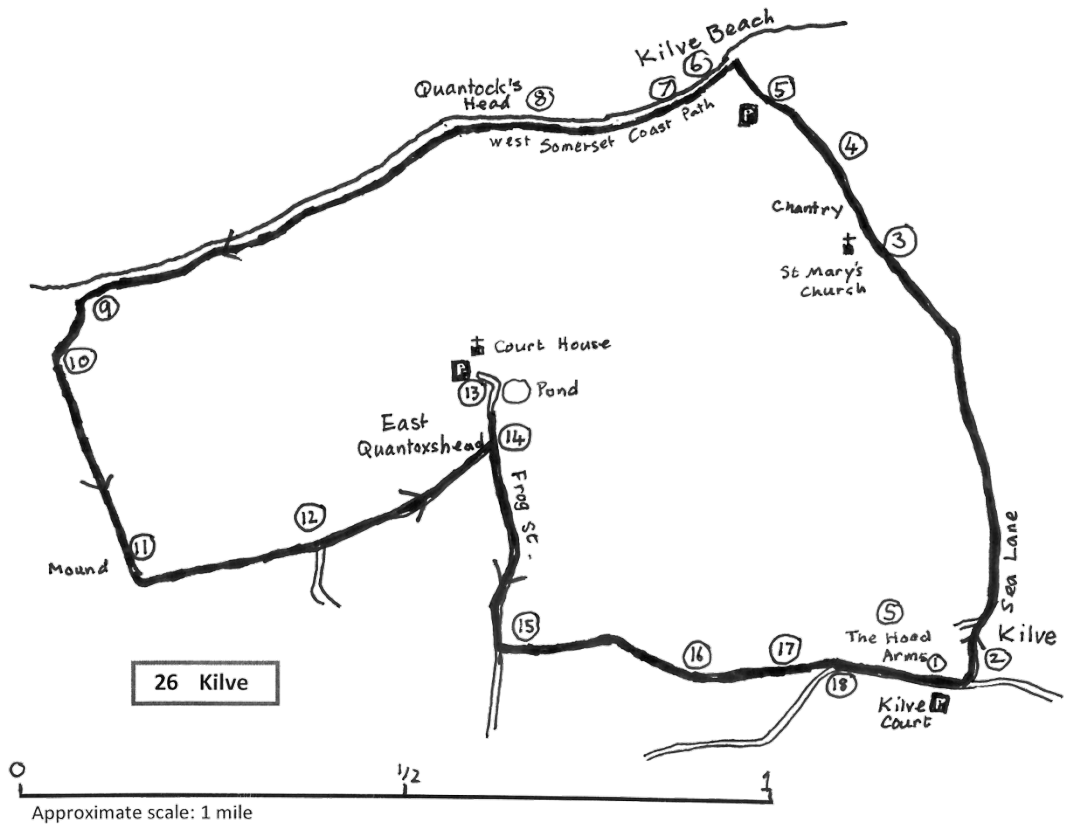 Kilve Beach
6
Quantock's
Head
8
7
5
P
West Somerset Coast Path
4
Chantry
3
St Mary's
Church
9
10
Court House
P
13
Pond
East
Quantoxshead
14
Frog St.
12
11
Mound
Sea Lane
S
15
The Hood
Arms
1
2
Kilve
16
17
18
26 Kilve
Kilve
Court
P
0
1/2
1
Approximate scale: 1 mile